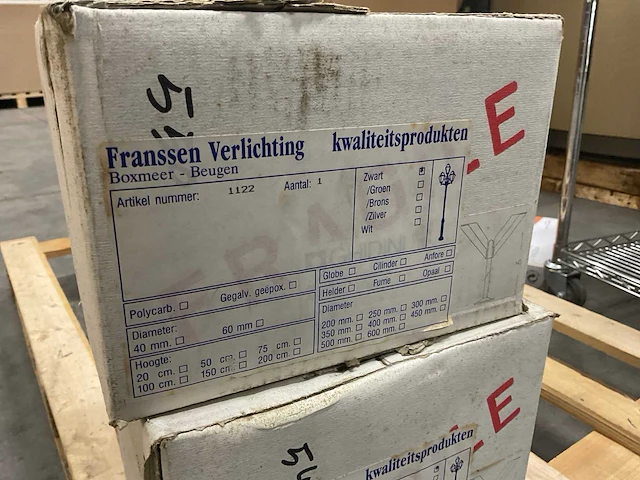 5
E
Franssen Verlichting kwaliteitsprodukten
Boxmeer - Beugen
Artikel nummer: 1122 Aantal: 1
Zwart
/Groen
/Brons
/Zilver
Wit
Polycarb. Gegalv. geëpox.
Diameter:
40 mm. 60 mm
Hoogte:
20 cm. 50 cm. 75 cm.
100 cm. 150 cm. 200 cm.
Globe Cilinder Anfore
Helder Fume Opaal
Diameter
200 mm. 250 mm. 300 mm.
350 mm. 400 mm. 450 mm.
500 mm. 600 mm.
E
kwaliteitsprodukten